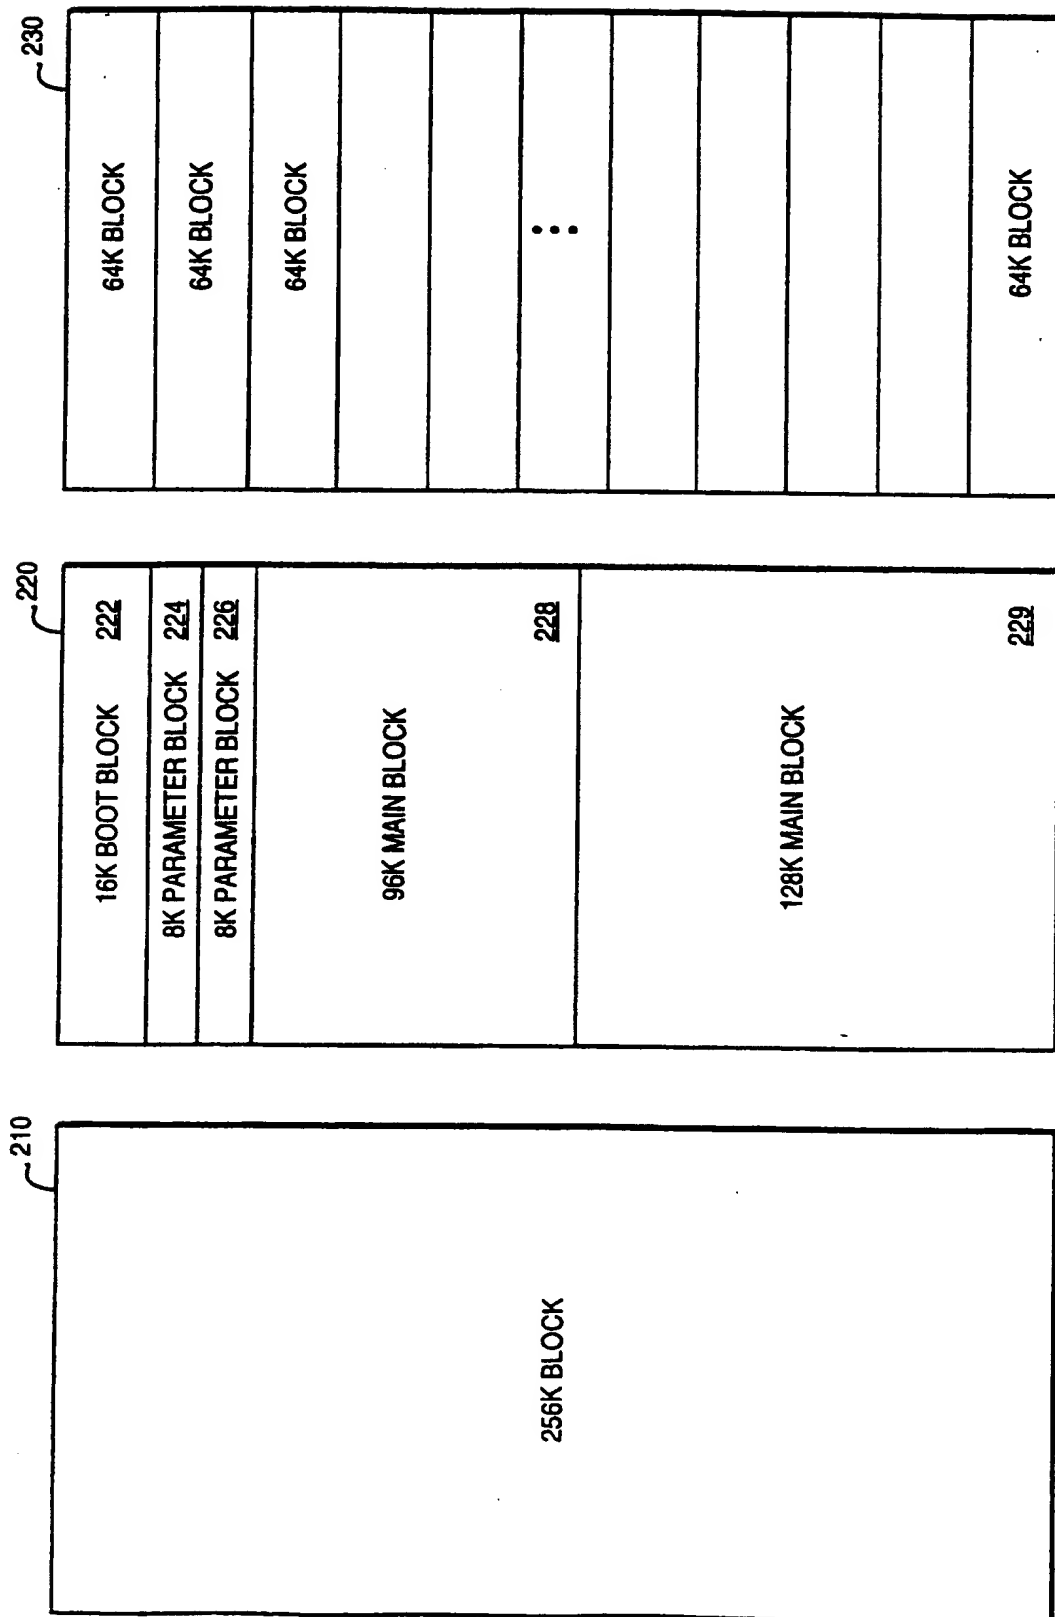 210
256K BLOCK
220
16K BOOT BLOCK 222
8K PARAMETER BLOCK 224
8K PARAMETER BLOCK 226
96K MAIN BLOCK
228
128K MAIN BLOCK
229
230
64K BLOCK
64K BLOCK
64K BLOCK
64K BLOCK